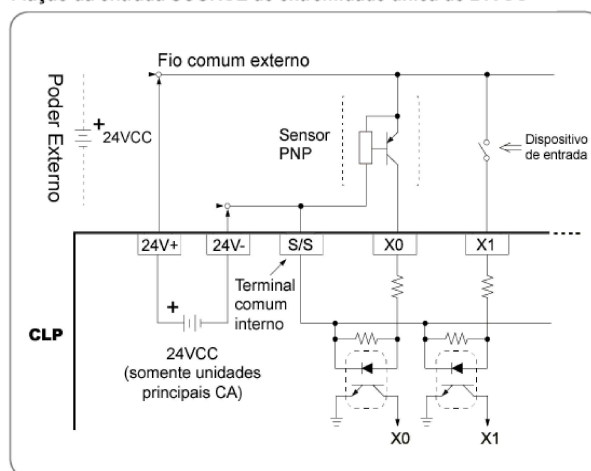 Fio comum externo
Poder Externo
+
24VCC
Sensor
PNP
Dispositivo
de entrada
24V+
24V-
S/S
X0
X1
+
Terminal
comum
interno
CLP
24VCC
(somente unidades
principais CA)
X0
X1